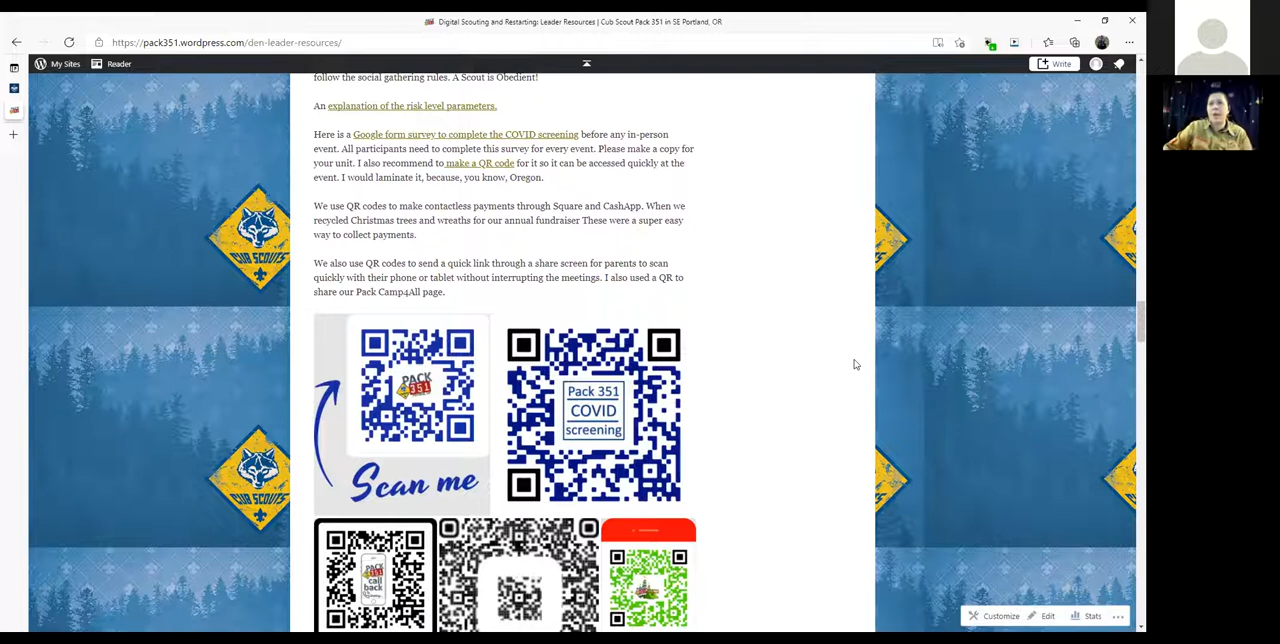 Digital Scouting and Restarting: Leader Resources | Cub Scout Pack 351 in SE Portland, OR
https://pack351.wordpress.com/den-leader-resources/
My Sites
Reader
Write
follow the social gathering rules. A Scout is Obedient!
An explanation of the risk level parameters.
Here is a Google form survey to complete the COVID screening before any in-person
event. All participants need to complete this survey for every event. Please make a copy for
your unit. I also recommend to make a QR code for it so it can be accessed quickly at the
event. I would laminate it, because, you know, Oregon.
We use QR codes to make contactless payments through Square and CashApp. When we
recycled Christmas trees and wreaths for our annual fundraiser These were a super easy
way to collect payments.
We also use QR codes to send a quick link through a share screen for parents to scan
quickly with their phone or tablet without interrupting the meetings. I also used a QR to
share our Pack Camp4All page.
PACK
351
Scan me
Pack 351
COVID
screening
PACK
351
call
back
CUB SCOUTS
CUB SCOUTS
Customize
Edit
Stats